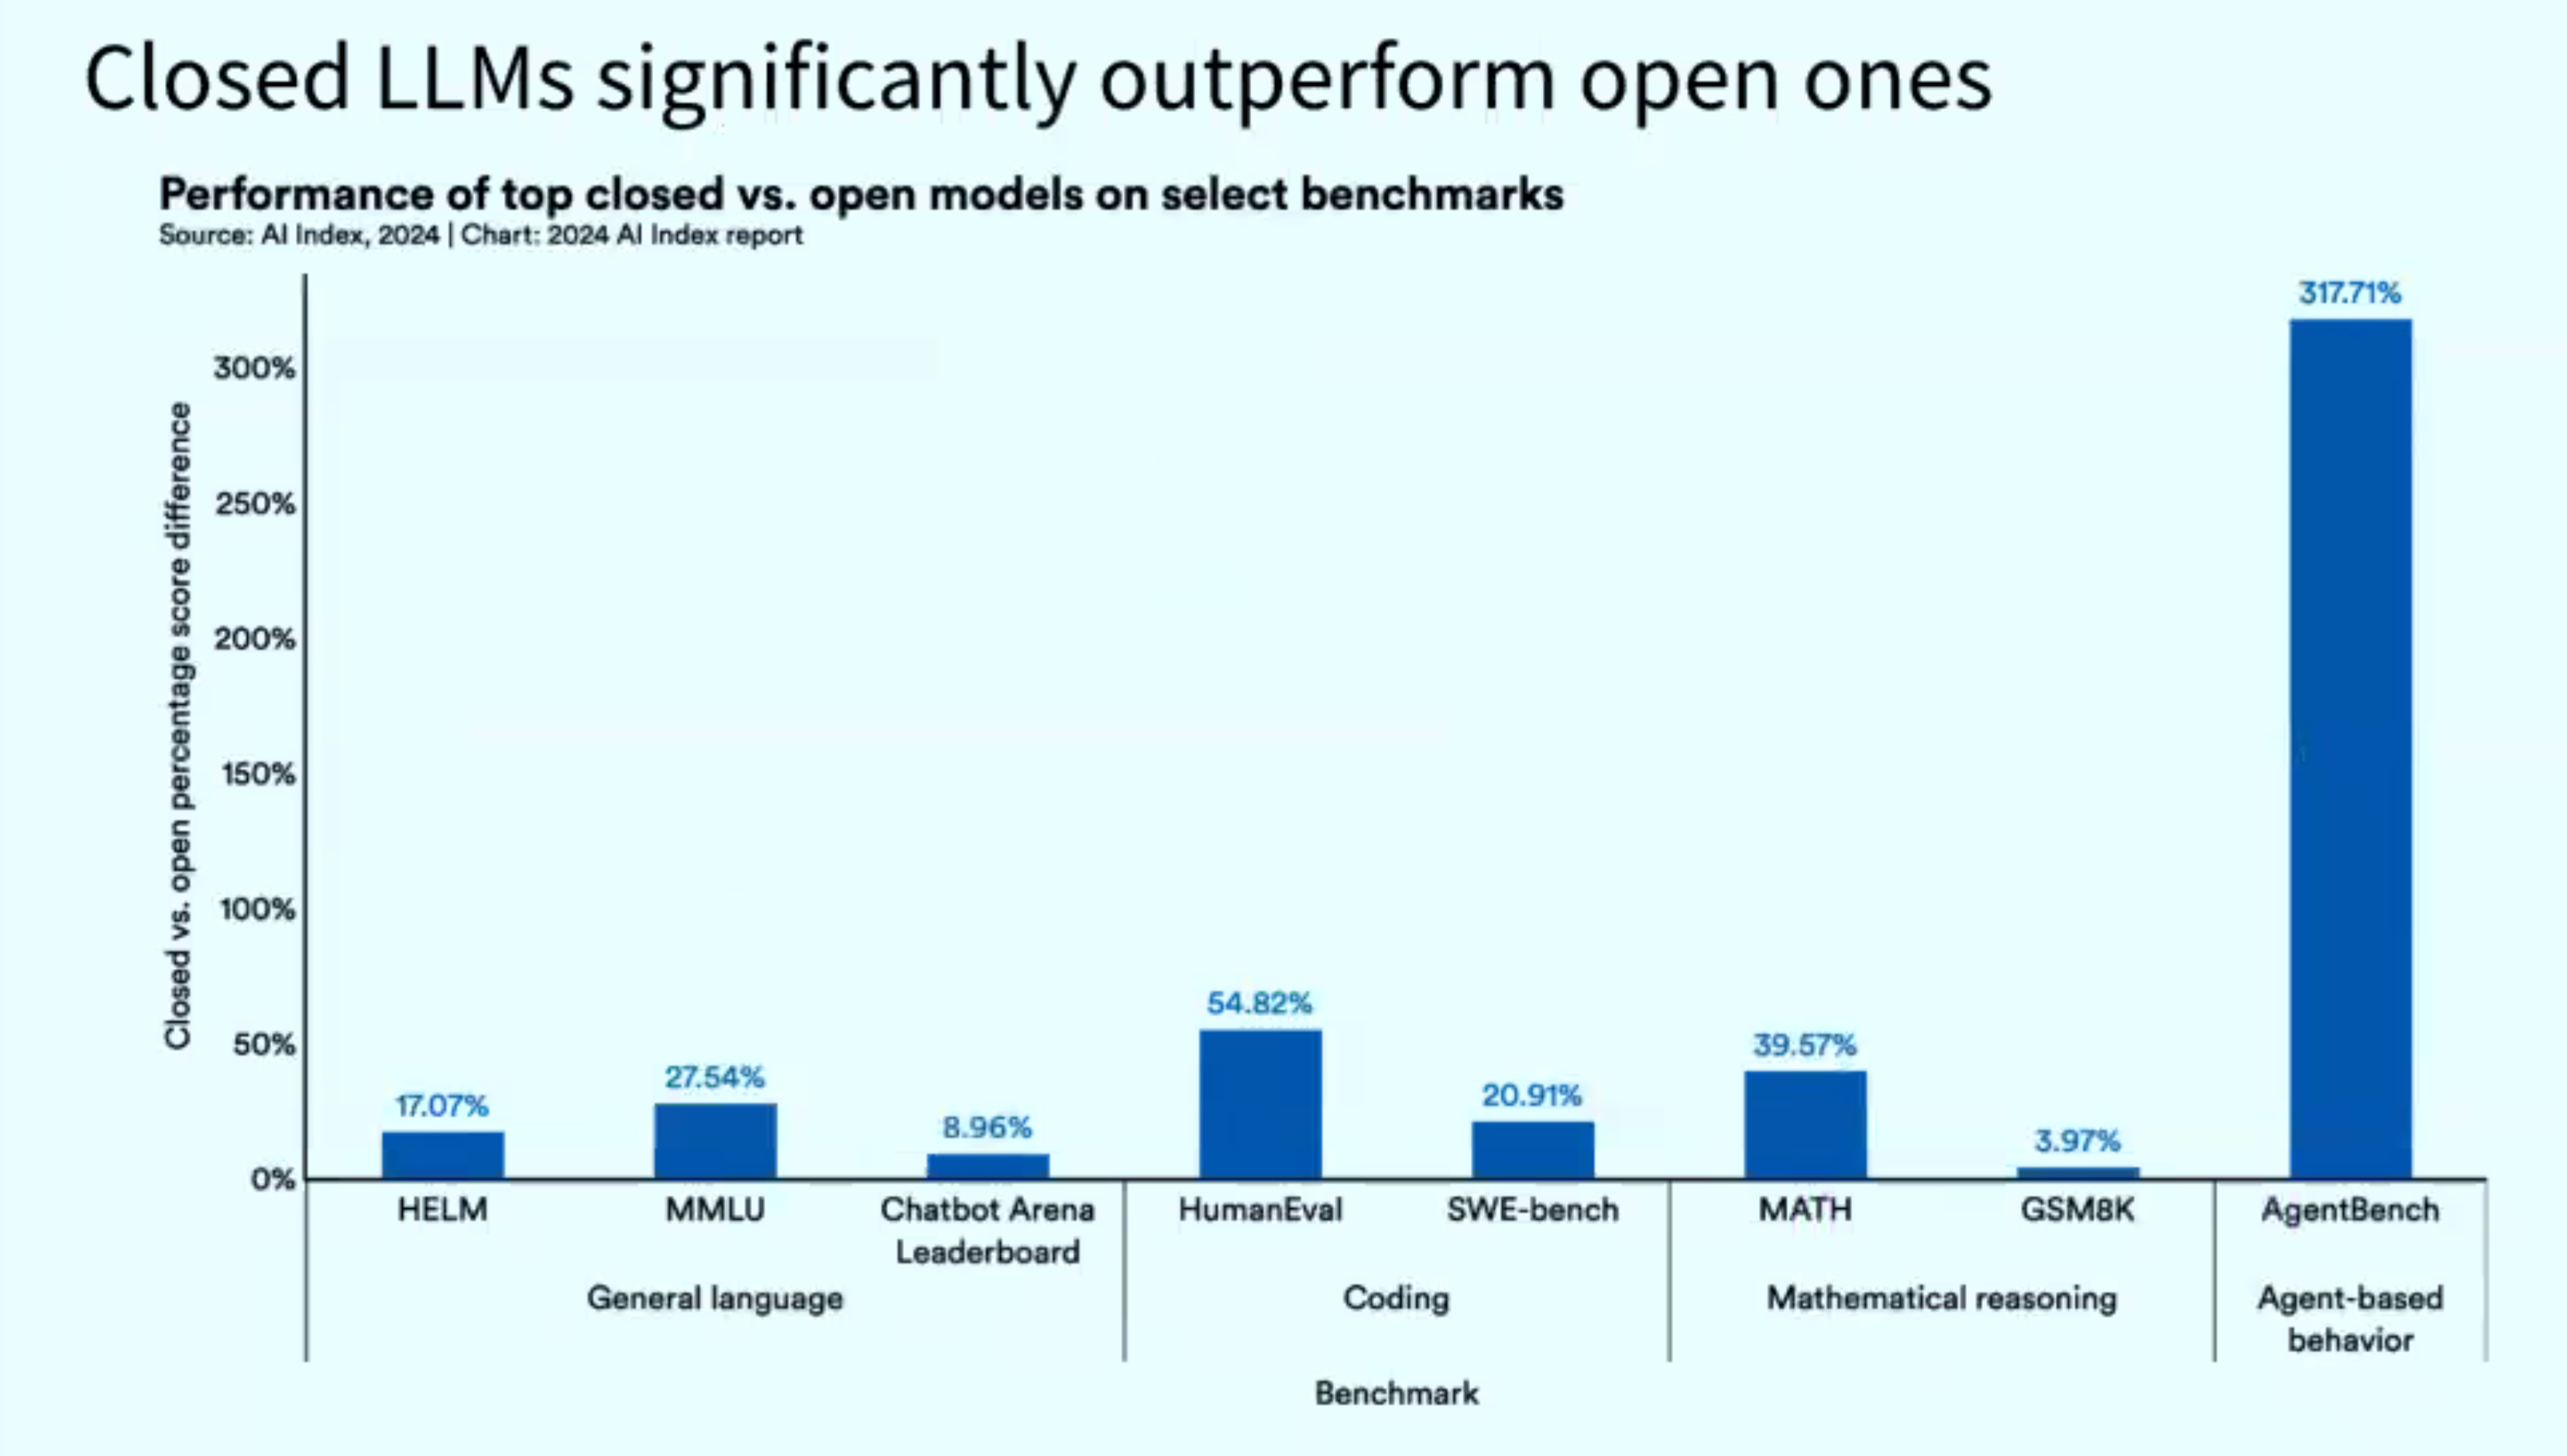 Closed LLMs significantly outperform open ones
Performance of top closed vs. open models on select benchmarks
Source: AI Index, 2024 | Chart: 2024 AI Index report
Closed vs. open percentage score difference
300%
250%
200%
150%
100%
50%
0%
17.07%
27.54%
8.96%
54.82%
20.91%
39.57%
3.97%
317.71%
HELM
MMLU
Chatbot Arena
Leaderboard
HumanEval
SWE-bench
MATH
GSM8K
AgentBench
General language
Coding
Mathematical reasoning
Agent-based
behavior
Benchmark